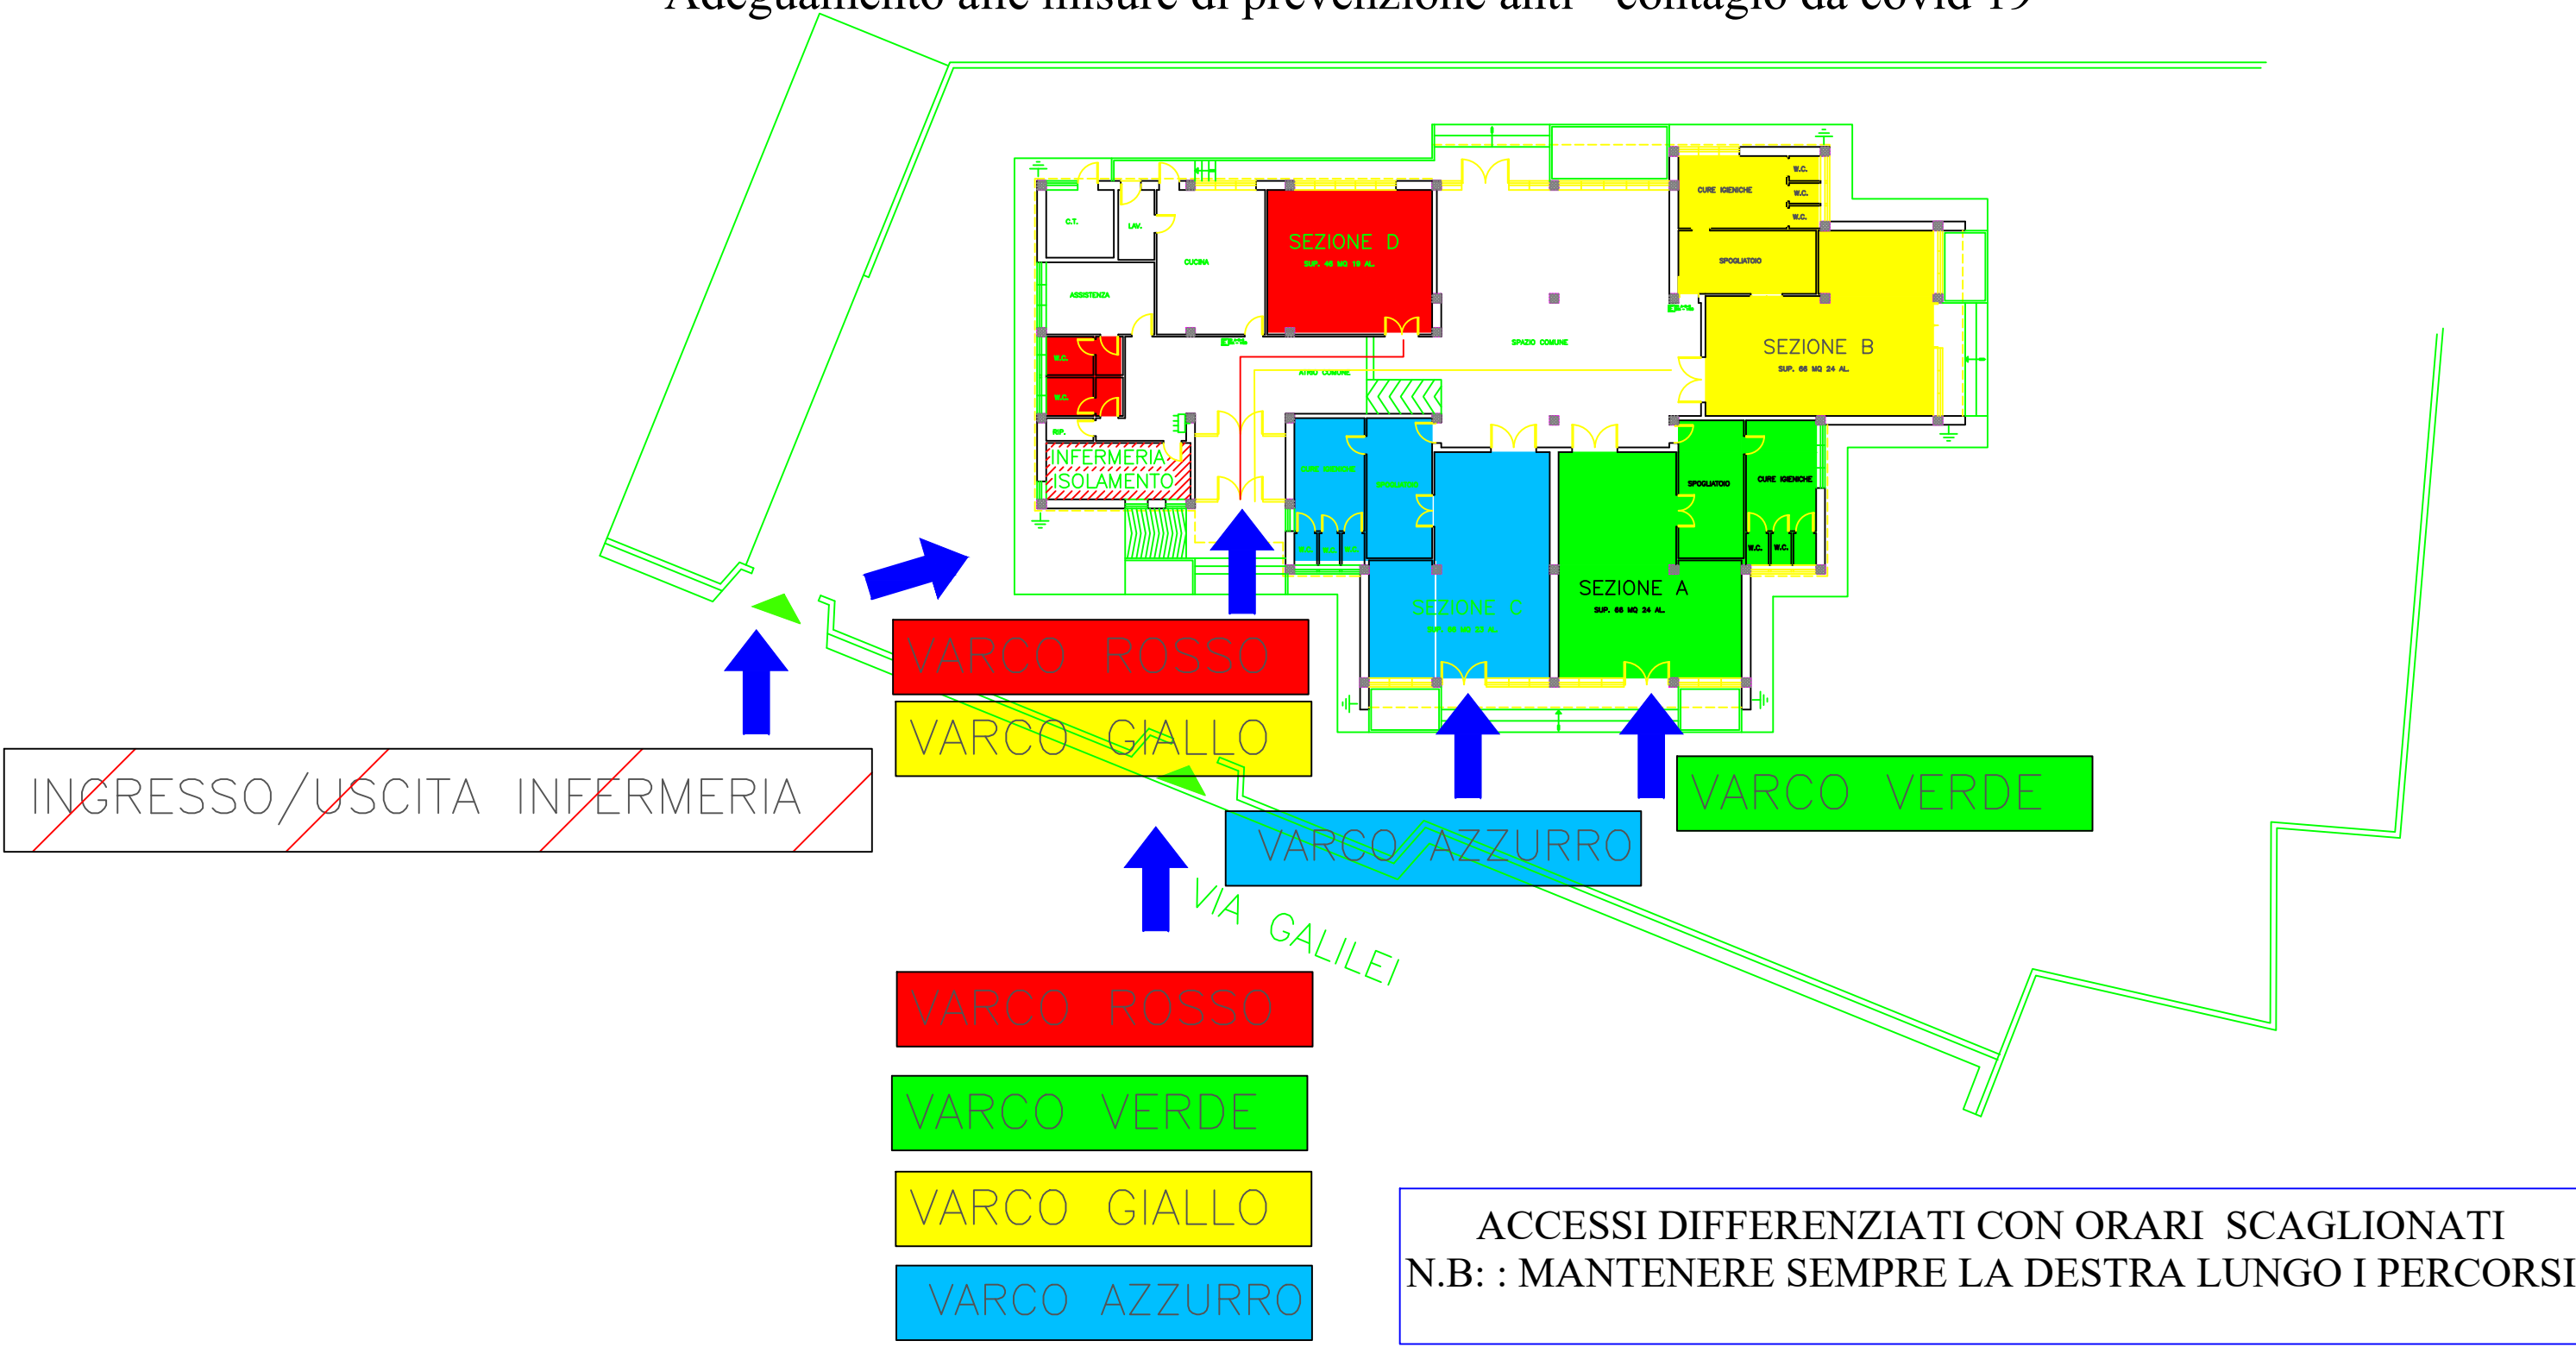 Adeguamento alle misure di prevenzione anti - contagio da covid 19
C.T.
LAV.
CUCINA
ASSISTENZA
W.C.
W.C.
RIP.
INFERMERIA
ISOLAMENTO
SEZIONE D
SUP. 46 MQ 19 AL.
ATRIO COMUNE
SPAZIO COMUNE
CURE IGIENICHE
W.C.
W.C.
W.C.
SPOGLIATOIO
SEZIONE B
SUP. 66 MQ 24 AL.
CURE IGIENICHE
SPOGLIATOIO
W.C.
W.C.
W.C.
SEZIONE C
SEZIONE A
SUP. 66 MQ 24 AL.
SPOGLIATOIO
CURE IGIENICHE
W.C.
W.C.
VARCO ROSSO
VARCO GIALLO
INGRESSO/USCITA INFERMERIA
VARCO VERDE
VARCO AZZURRO
VIA GALILEI
VARCO ROSSO
VARCO VERDE
VARCO GIALLO
VARCO AZZURRO
ACCESSI DIFFERENZIATI CON ORARI SCAGLIONATI
N.B: : MANTENERE SEMPRE LA DESTRA LUNGO I PERCORSI